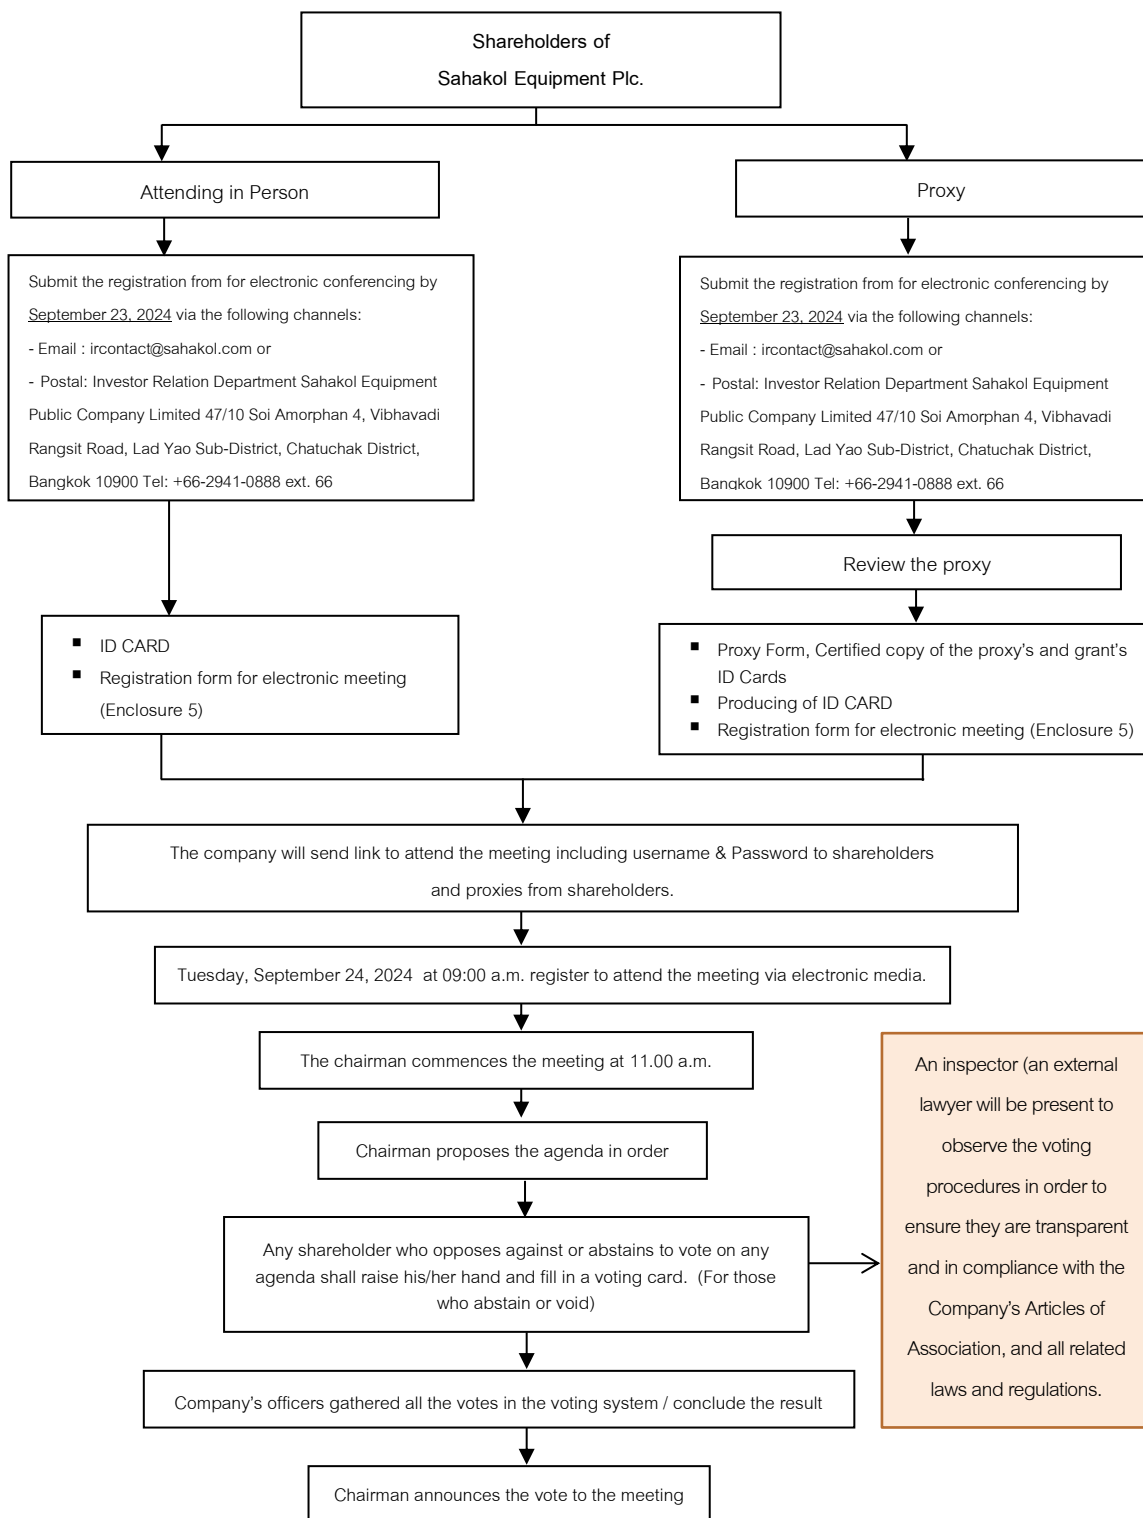 Shareholders of
Sahakol Equipment Plc.
Attending in Person
Proxy
Submit the registration from for electronic conferencing by
September 23, 2024 via the following channels:
- Email : ircontact@sahakol.com or
- Postal: Investor Relation Department Sahakol Equipment
Public Company Limited 47/10 Soi Amorphan 4, Vibhavadi
Rangsit Road, Lad Yao Sub-District, Chatuchak District,
Bangkok 10900 Tel: +66-2941-0888 ext. 66
Submit the registration from for electronic conferencing by
September 23, 2024 via the following channels:
- Email : ircontact@sahakol.com or
- Postal: Investor Relation Department Sahakol Equipment
Public Company Limited 47/10 Soi Amorphan 4, Vibhavadi
Rangsit Road, Lad Yao Sub-District, Chatuchak District,
Bangkok 10900 Tel: +66-2941-0888 ext. 66
Review the proxy
▪ ID CARD
▪ Registration form for electronic meeting
(Enclosure 5)
▪ Proxy Form, Certified copy of the proxy's and grant's
ID Cards
▪ Producing of ID CARD
▪ Registration form for electronic meeting (Enclosure 5)
The company will send link to attend the meeting including username & Password to shareholders
and proxies from shareholders.
Tuesday, September 24, 2024 at 09:00 a.m. register to attend the meeting via electronic media.
The chairman commences the meeting at 11.00 a.m.
Chairman proposes the agenda in order
Any shareholder who opposes against or abstains to vote on any
agenda shall raise his/her hand and fill in a voting card. (For those
who abstain or void)
An inspector (an external
lawyer will be present to
observe the voting
procedures in order to
ensure they are transparent
and in compliance with the
Company's Articles of
Association, and all related
laws and regulations.
Company's officers gathered all the votes in the voting system / conclude the result
Chairman announces the vote to the meeting